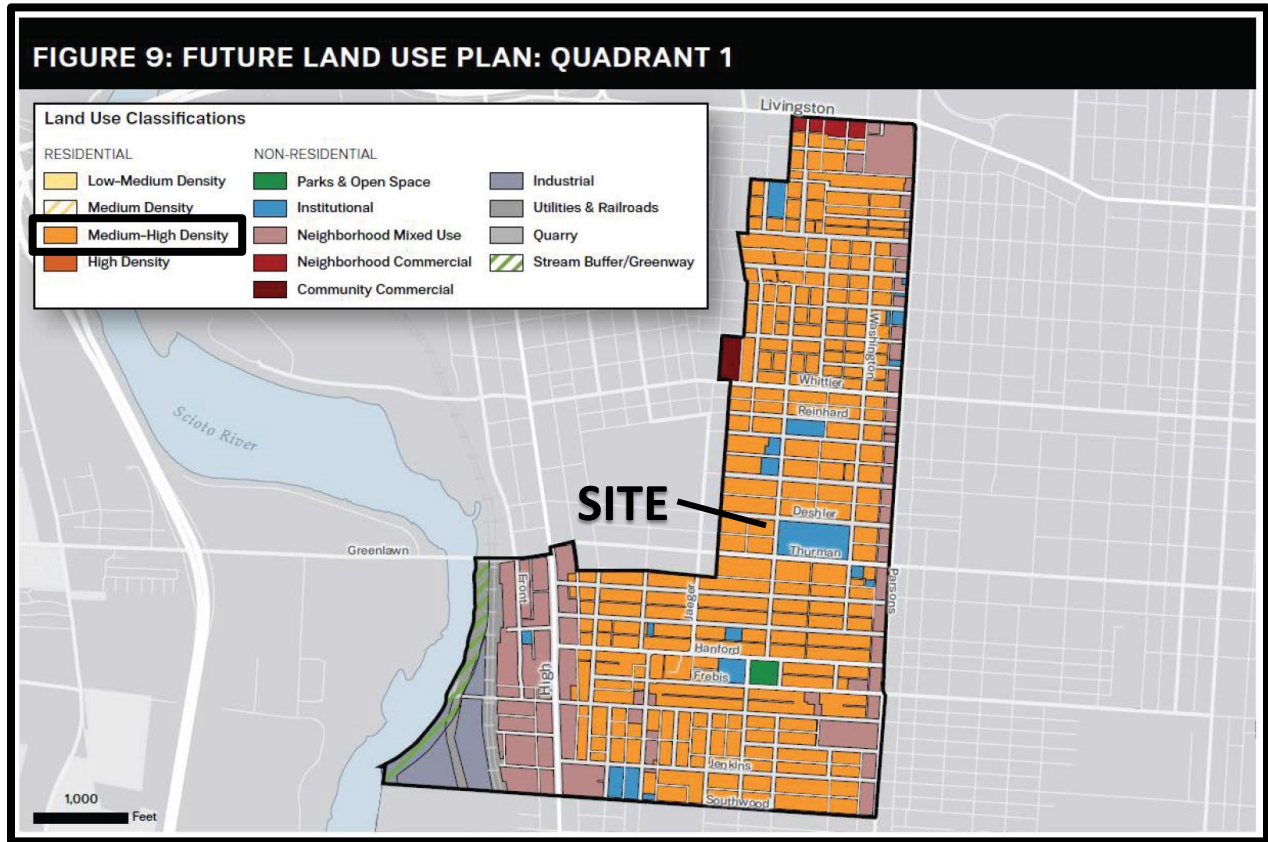 FIGURE 9: FUTURE LAND USE PLAN: QUADRANT 1
Land Use Classifications
RESIDENTIAL
Low–Medium Density
Medium Density
Medium–High Density
High Density
NON-RESIDENTIAL
Parks & Open Space
Institutional
Neighborhood Mixed Use
Neighborhood Commercial
Community Commercial
Industrial
Utilities & Railroads
Quarry
Stream Buffer/Greenway
Livingston
Washington
Whittier
Reinhard
Scioto River
SITE
Deshler
Thurman
Greenlawn
Front
Jaeger
Parsons
Hanford
Frebis
High
Jenkins
Southwood
1,000
Feet